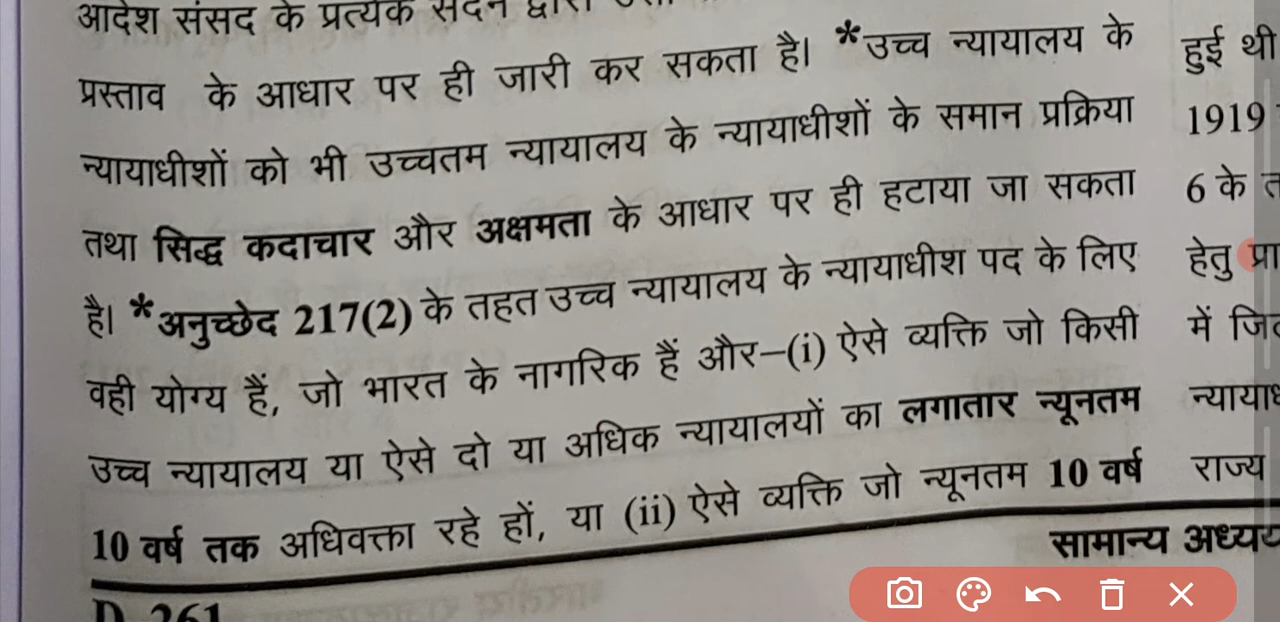 आदेश संसद के प्रत्येक सदन द्वारा
प्रस्ताव के आधार पर ही जारी कर सकता है। *उच्च न्यायालय के
न्यायाधीशों को भी उच्चतम न्यायालय के न्यायाधीशों के समान प्रक्रिया
तथा सिद्ध कदाचार और अक्षमता के आधार पर ही हटाया जा सकता
है। *अनुच्छेद 217(2) के तहत उच्च न्यायालय के न्यायाधीश पद के लिए
वही योग्य हैं, जो भारत के नागरिक हैं और–(i) ऐसे व्यक्ति जो किसी
उच्च न्यायालय या ऐसे दो या अधिक न्यायालयों का लगातार न्यूनतम
10 वर्ष तक अधिवक्ता रहे हों, या (ii) ऐसे व्यक्ति जो न्यूनतम 10 वर्ष
हुई थी
1919
6 के
हेतु
में
राज्य
सामान्य
D–261